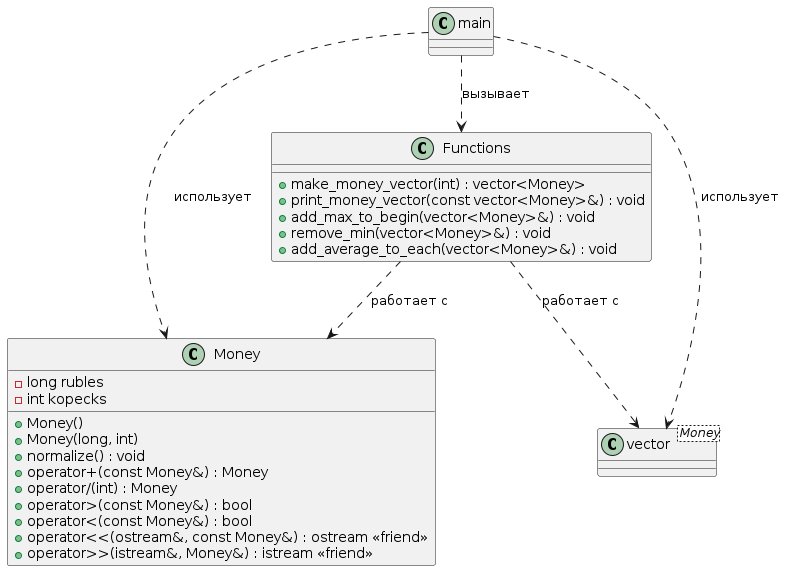 C main
вызывает
использует
использует
C Functions
make_money_vector(int) : vector<Money>
print_money_vector(const vector<Money>&) : void
add_max_to_begin(vector<Money>&) : void
remove_min(vector<Money>&) : void
add_average_to_each(vector<Money>&) : void
работает с
работает с
C Money
long rubles
int kopecks
Money()
Money(long, int)
normalize() : void
operator+(const Money&) : Money
operator/(int) : Money
operator>(const Money&) : bool
operator<(const Money&) : bool
operator<<(ostream&, const Money&) : ostream «friend»
operator>>(istream&, Money&) : istream «friend»
C vector
Money